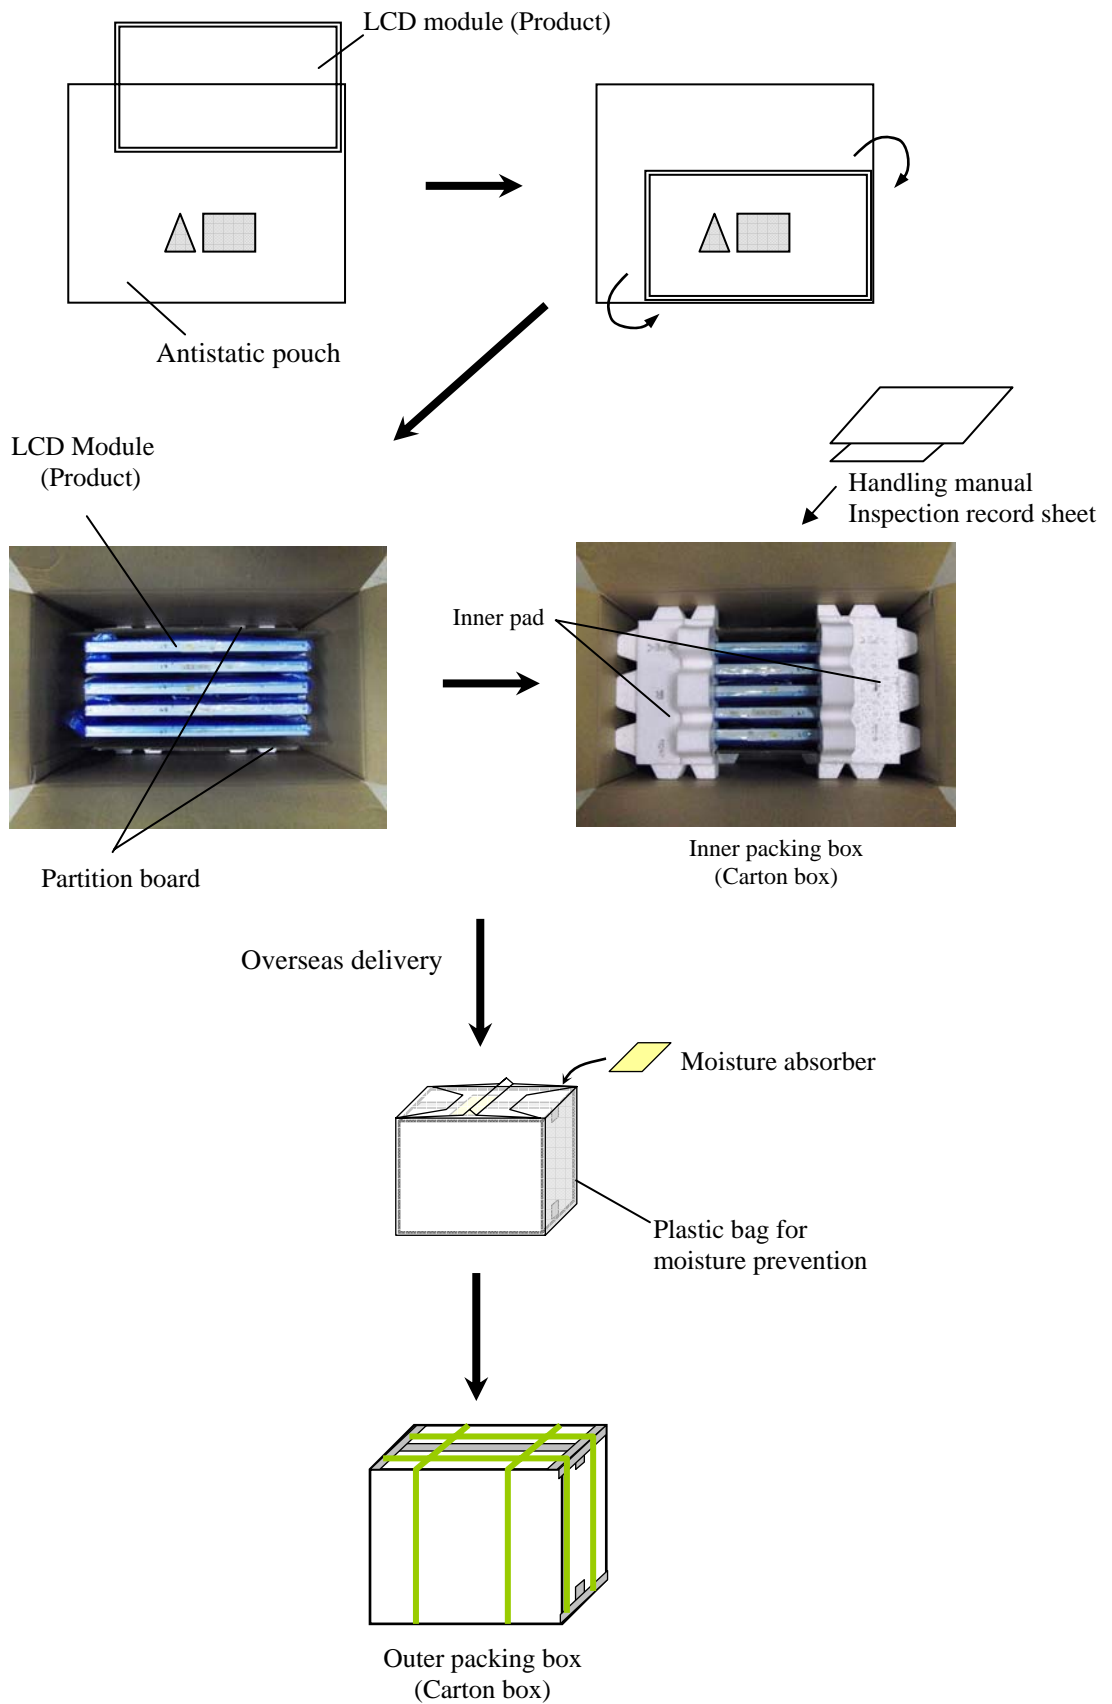 LCD module (Product)
Antistatic pouch
LCD Module
(Product)
Handling manual
Inspection record sheet
Inner pad
Partition board
Inner packing box
(Carton box)
Overseas delivery
Moisture absorber
Plastic bag for
moisture prevention
Outer packing box
(Carton box)